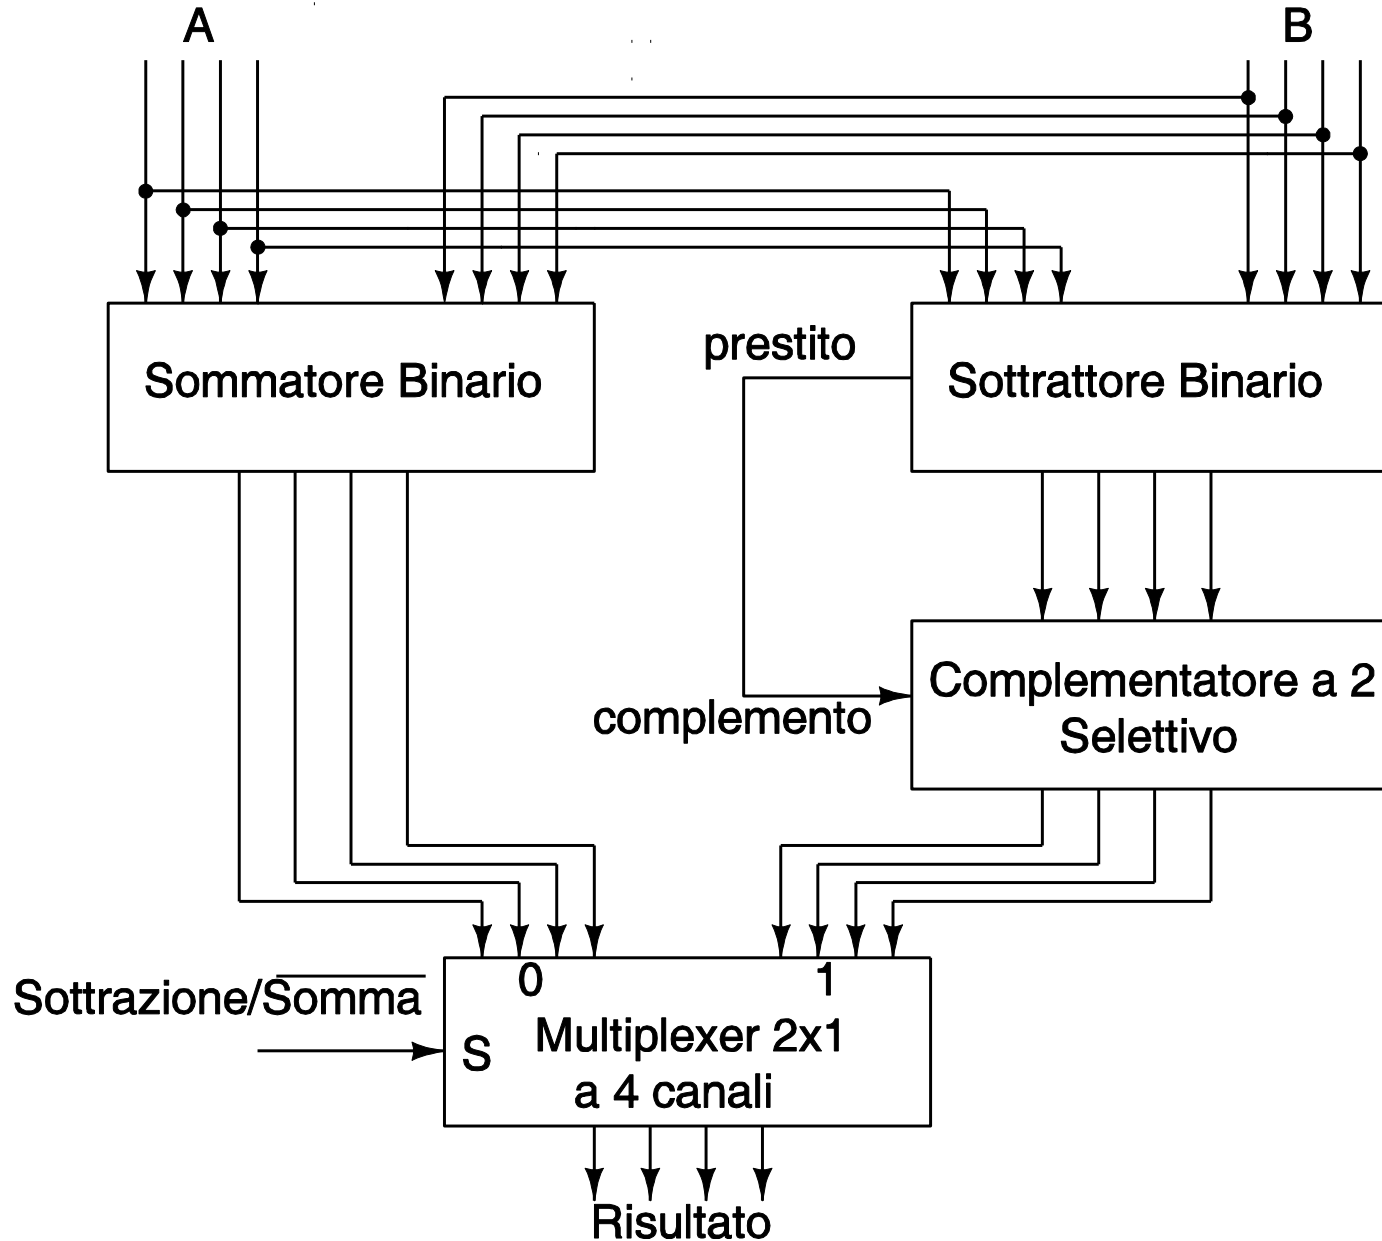 A
B
prestito
Sommatore Binario
Sottrattore Binario
complemento
Complementatore a 2
Selettivo
0
1
Sottrazione/Somma
S
Multiplexer 2x1
a 4 canali
Risultato